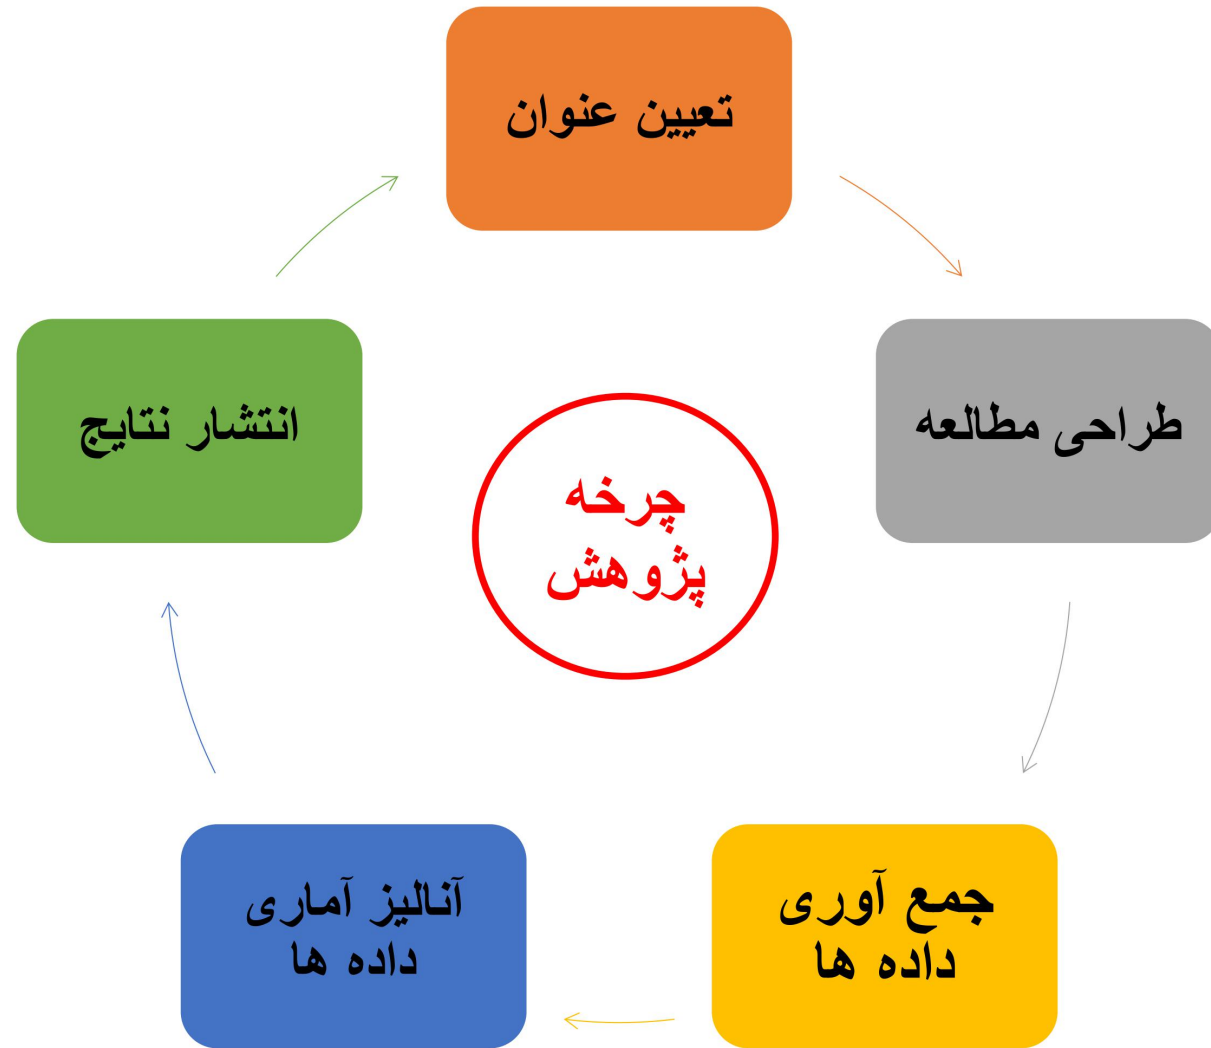 تعیین عنوان
طراحی مطالعه
جمع آوری
داده ها
آنالیز آماری
داده ها
انتشار نتایج
چرخه
پژوهش